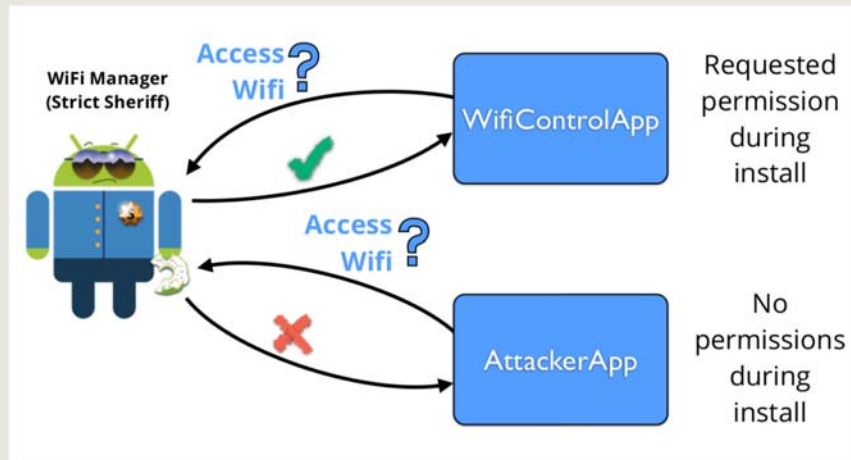 WiFi Manager
(Strict Sheriff)
Access
Wifi ?
WifiControlApp
Requested
permission
during
install
Access
Wifi ?
AttackerApp
No
permissions
during
install